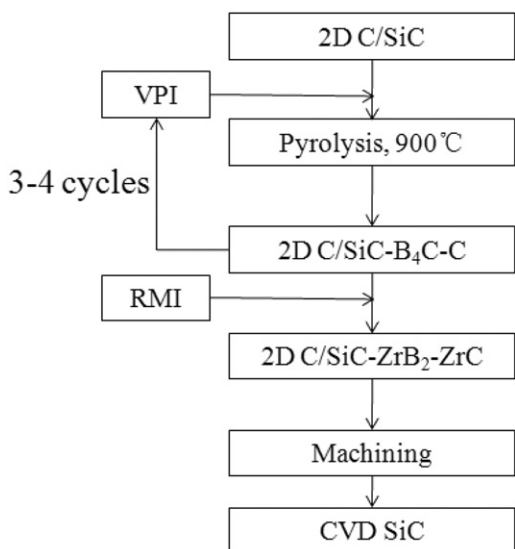 2D C/SiC
VPI
Pyrolysis, 900℃
3-4 cycles
2D C/SiC-B₄C-C
RMI
2D C/SiC-ZrB₂-ZrC
Machining
CVD SiC